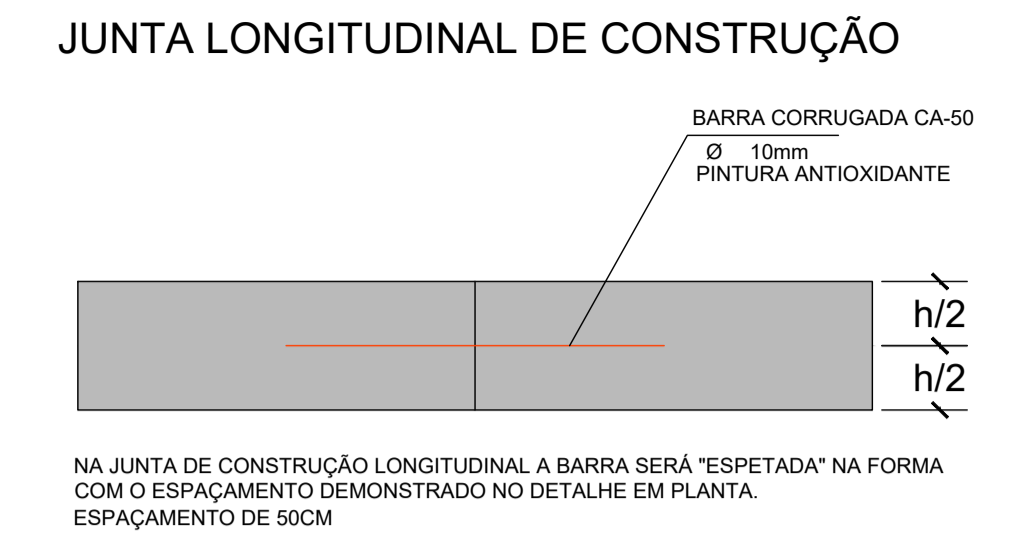 JUNTA LONGITUDINAL DE CONSTRUÇÃO
BARRA CORRUGADA CA-50
Ø 10mm
PINTURA ANTIOXIDANTE
h/2
h/2
NA JUNTA DE CONSTRUÇÃO LONGITUDINAL A BARRA SERÁ "ESPETADA" NA FORMA
COM O ESPAÇAMENTO DEMONSTRADO NO DETALHE EM PLANTA.
ESPAÇAMENTO DE 50CM